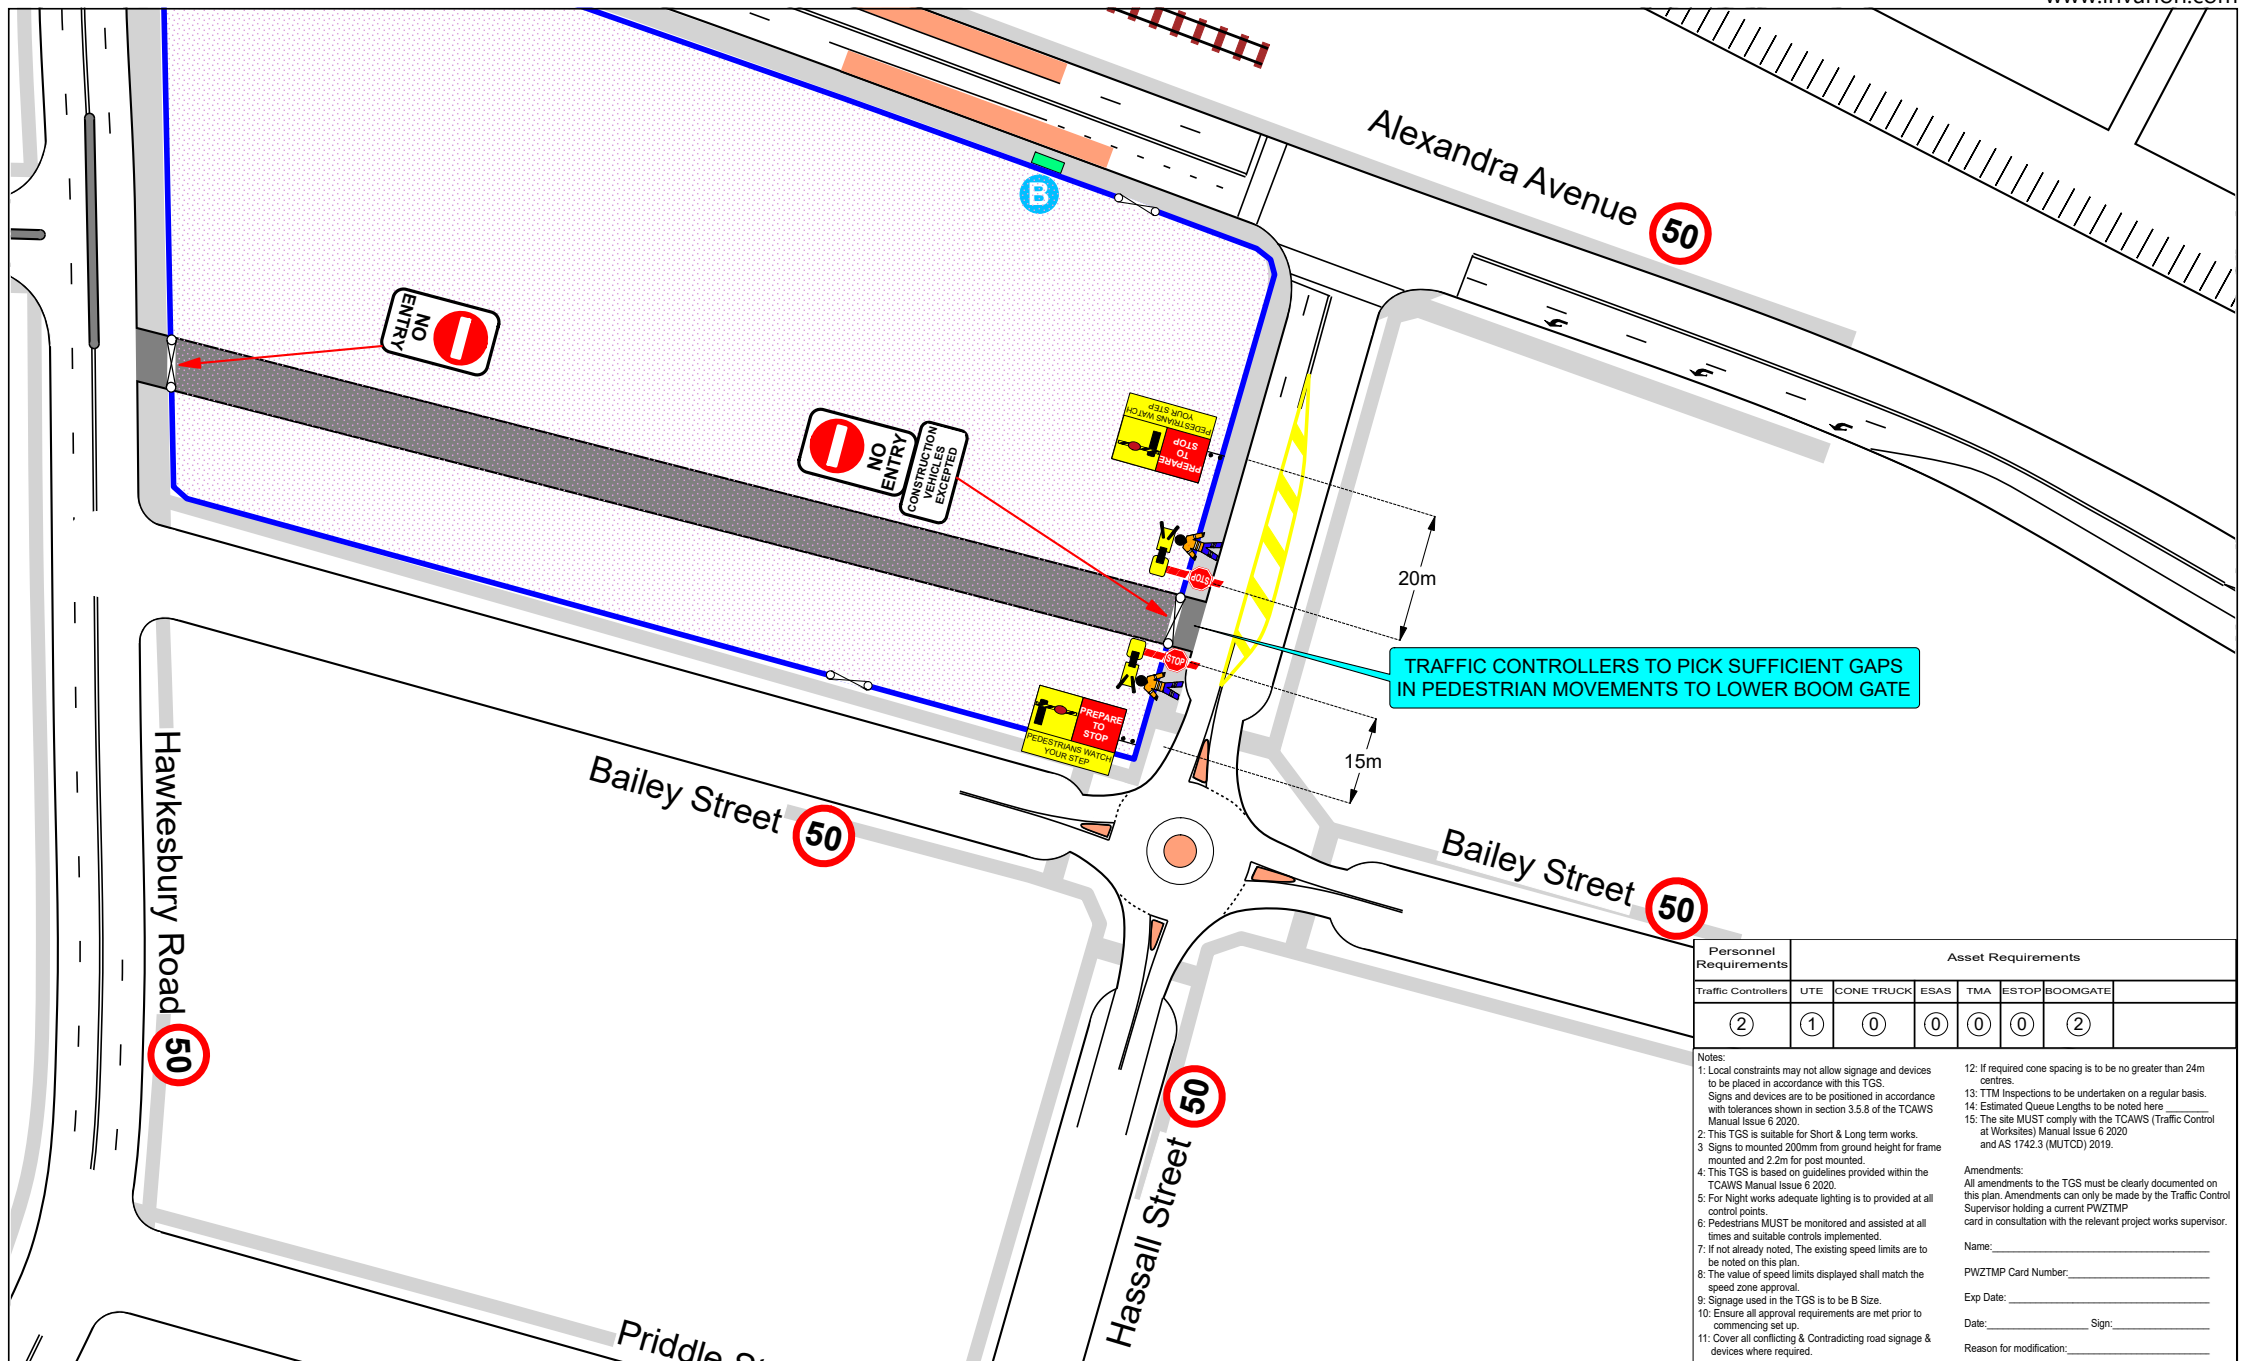 www.invarion.com
Alexandra Avenue
50
B
NO
ENTRY
NO
ENTRY
CONSTRUCTION
VEHICLES
EXCEPTED
PREPARE
TO
STOP
PEDESTRIANS WATCH
YOUR STEP
STOP
20m
TRAFFIC CONTROLLERS TO PICK SUFFICIENT GAPS
IN PEDESTRIAN MOVEMENTS TO LOWER BOOM GATE
STOP
PREPARE
TO
STOP
PEDESTRIANS WATCH
YOUR STEP
15m
Bailey Street
50
Bailey Street
50
Hawkesbury Road
50
Hassall Street
50
Priddle
Personnel
Requirements
Asset Requirements
Traffic Controllers UTE CONE TRUCK ESAS TMA ESTOP BOOMGATE
2 1 0 0 0 0 2
Notes:
1: Local constraints may not allow signage and devices
to be placed in accordance with this TGS.
Signs and devices are to be positioned in accordance
with tolerances shown in section 3.5.8 of the TCAWS
Manual Issue 6 2020.
2: This TGS is suitable for Short & Long term works.
3 Signs to mounted 200mm from ground height for frame
mounted and 2.2m for post mounted.
4: This TGS is based on guidelines provided within the
TCAWS Manual Issue 6 2020.
5: For Night works adequate lighting is to provided at all
control points.
6: Pedestrians MUST be monitored and assisted at all
times and suitable controls implemented.
7: If not already noted, The existing speed limits are to
be noted on this plan.
8: The value of speed limits displayed shall match the
speed zone approval.
9: Signage used in the TGS is to be B Size.
10: Ensure all approval requirements are met prior to
commencing set up.
11: Cover all conflicting & Contradicting road signage &
devices where required.
12: If required cone spacing is to be no greater than 24m
centres.
13: TTM Inspections to be undertaken on a regular basis.
14: Estimated Queue Lengths to be noted here ________
15: The site MUST comply with the TCAWS (Traffic Control
at Worksites) Manual Issue 6 2020
and AS 1742.3 (MUTCD) 2019.
Amendments:
All amendments to the TGS must be clearly documented on
this plan. Amendments can only be made by the Traffic Control
Supervisor holding a current PWZTMP
card in consultation with the relevant project works supervisor.
Name:
PWZTMP Card Number:
Exp Date:
Date: Sign:
Reason for modification: